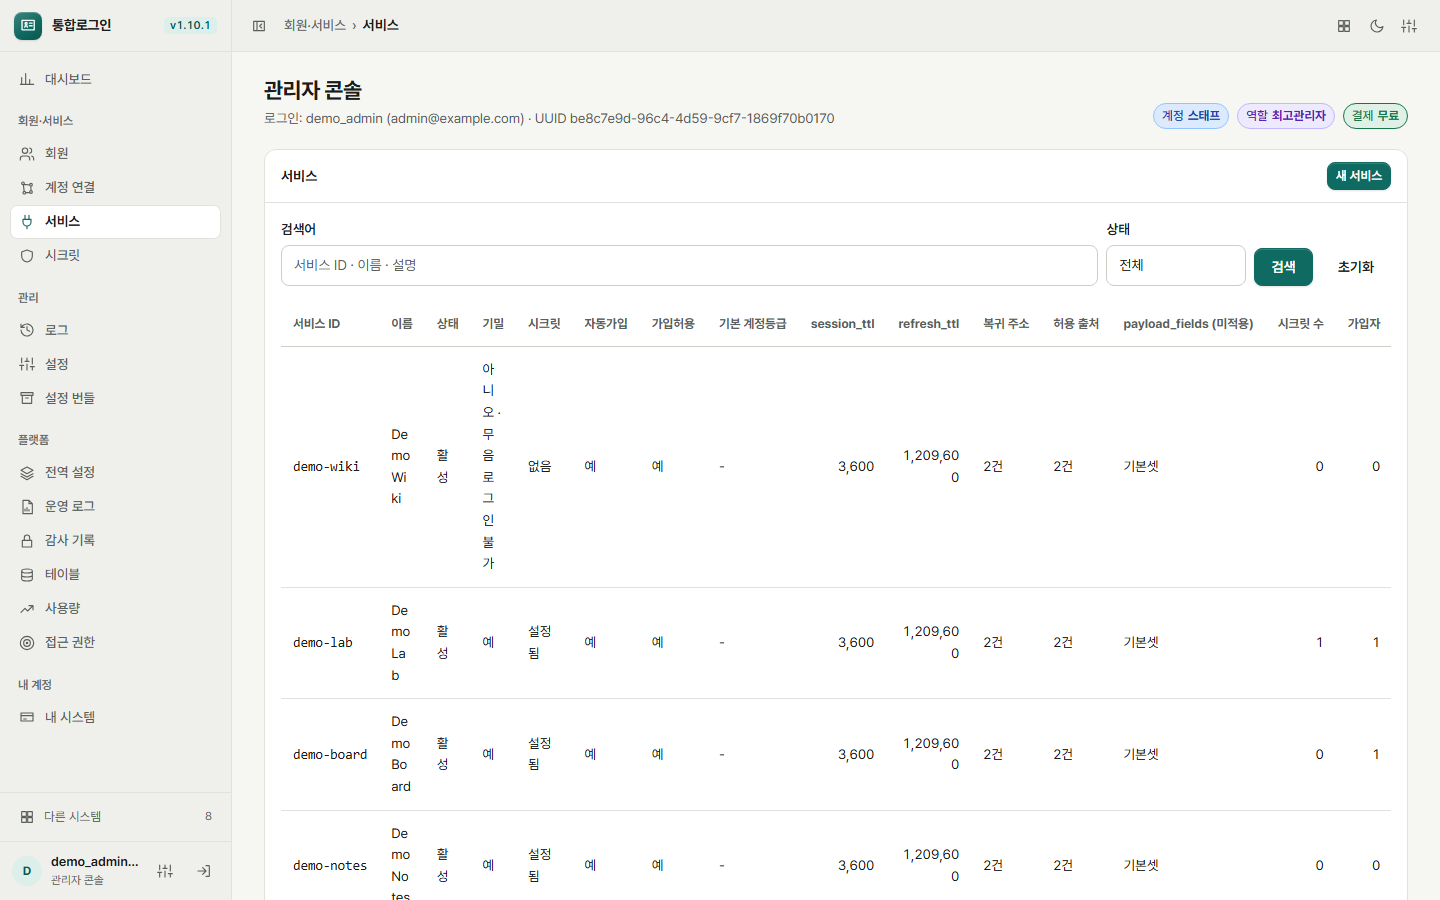 통합로그인
v1.10.1
회원·서비스 › 서비스
대시보드
회원·서비스
회원
계정 연결
서비스
시크릿
관리
로그
설정
설정 번들
플랫폼
전역 설정
운영 로그
감사 기록
테이블
사용량
접근 권한
내 계정
내 시스템
다른 시스템 8
D
demo_admin...
관리자 콘솔
관리자 콘솔
로그인: demo_admin (admin@example.com) · UUID be8c7e9d-96c4-4d59-9cf7-1869f70b0170
계정 스태프
역할 최고관리자
결제 무료
서비스
새 서비스
검색어
상태
서비스 ID · 이름 · 설명
전체
검색
초기화
서비스 ID 이름 상태 기밀 시크릿 자동가입 가입허용 기본 계정등급 session_ttl refresh_ttl 복귀 주소 허용 출처 payload_fields (미적용) 시크릿 수 가입자
demo-wiki
De
mo
Wi
ki
활
성
아
니
오 ·
무
음
로
그
인
불
가
없음
예
예
-
3,600
1,209,60
0
2건
2건
기본셋
0
0
demo-lab
De
mo
La
b
활
성
예
설정
됨
예
예
-
3,600
1,209,60
0
2건
2건
기본셋
1
1
demo-board
De
mo
Bo
ard
활
성
예
설정
됨
예
예
-
3,600
1,209,60
0
2건
2건
기본셋
0
1
demo-notes
De
mo
No
tes
활
성
예
설정
됨
예
예
-
3,600
1,209,60
0
2건
2건
기본셋
0
0